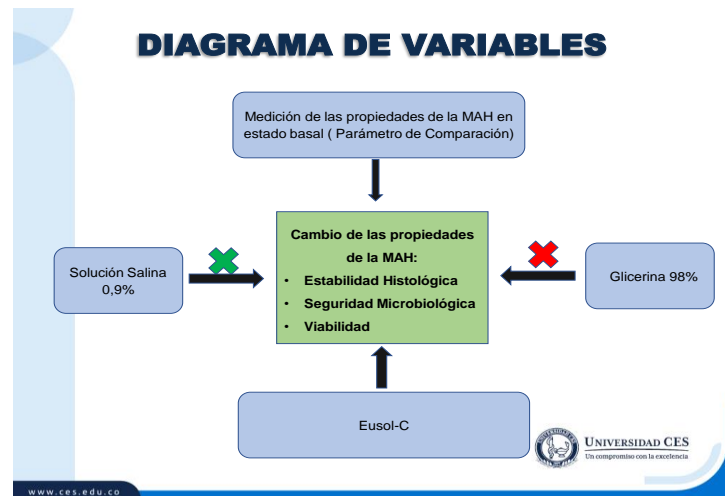 DIAGRAMA DE VARIABLES
Medición de las propiedades de la MAH en
estado basal ( Parámetro de Comparación)
Cambio de las propiedades
de la MAH:
• Estabilidad Histológica
• Seguridad Microbiológica
• Viabilidad
Solución Salina
0,9%
Glicerina 98%
Eusol-C
UNIVERSIDAD CES
Un compromiso con la excelencia
www.ces.edu.co